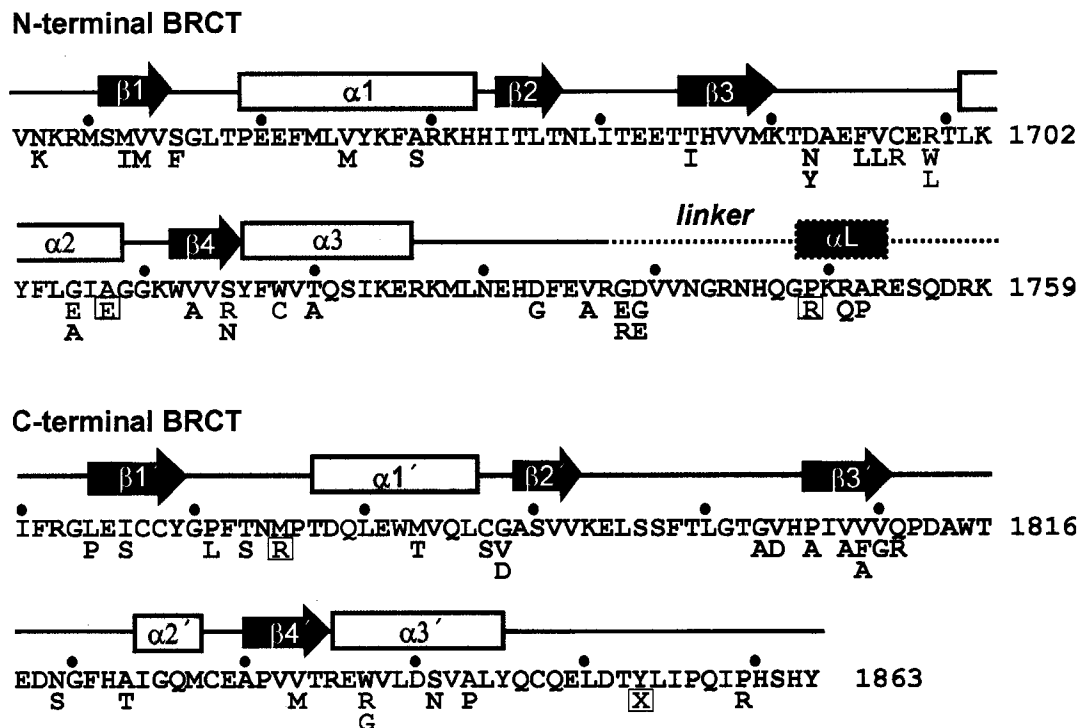 N-terminal BRCT
β1 α1 β2 β3
VNKRMSMVVSGLTPEEFMLVYKFARKHHITLTNLITEETTHVVMKTDAEFVCERTLK 1702
K IM F M S I N LLR W
Y L
linker
α2 β4 α3 αL
YFLGIAGGKWVVSYFWVTQSIKERKMLNEHDFEVRGDVVNGRNHQGPKRARESQDRK 1759
E E A R C A G A EG R QP
A N RE
C-terminal BRCT
β1´ α1´ β2´ β3´
IFRGLEICCYGPFTNMPTDQLEWMVQLCGASVVKELSSFTLGTGVHPIVVVQPDAWT 1816
P S L S R T SV AD A AFGR
D A
α2´ β4´ α3´
EDNGFHAIGQMCEAPVVTREWVLDSVALYQCQELDTYLIPQIPHSHY 1863
S T M R N P X R
G